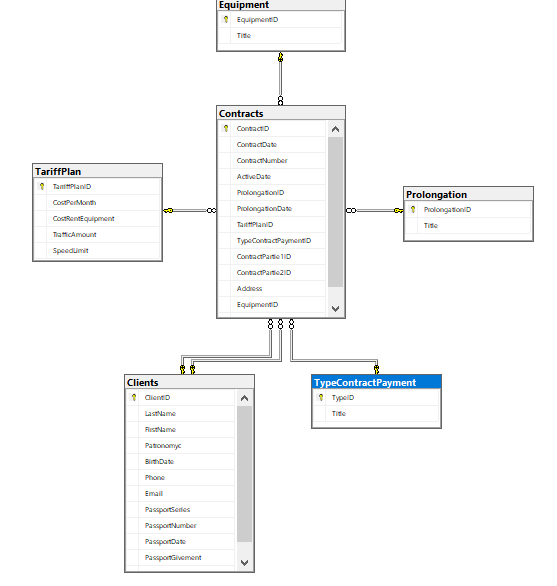 Equipment
EquipmentID
Title
Contracts
ContractID
ContractDate
ContractNumber
ActiveDate
ProlongationID
ProlongationDate
TariffPlanID
TypeContractPaymentID
ContractPartie1ID
ContractPartie2ID
Address
EquipmentID
TariffPlan
TariffPlanID
CostPerMonth
CostRentEquipment
TrafficAmount
SpeedLimit
Prolongation
ProlongationID
Title
Clients
ClientID
LastName
FirstName
Patronomyc
BirthDate
Phone
Email
PassportSeries
PassportNumber
PassportDate
PassportGivement
TypeContractPayment
TypeID
Title